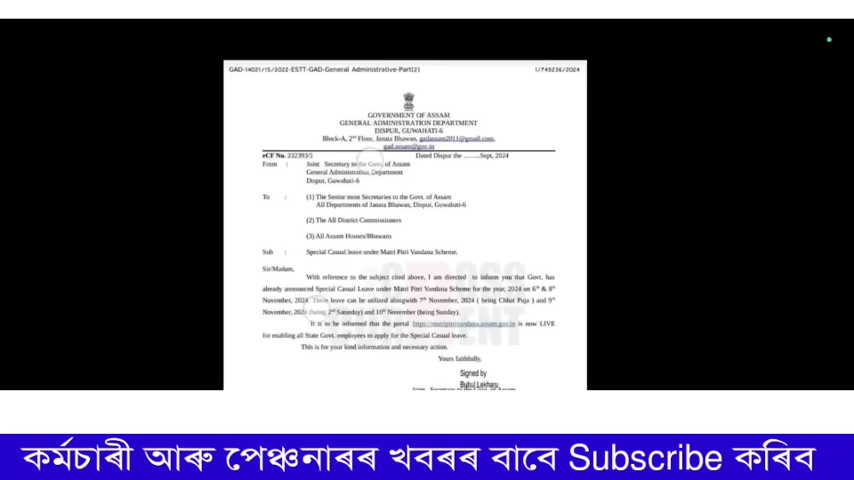 GAD-14021/15/2022-ESTT-GAD-General Administrative-Part(2) I/749236/2024
GOVERNMENT OF ASSAM
GENERAL ADMINISTRATION DEPARTMENT
DISPUR, GUWAHATI-6
Block-A, 2nd Floor, Janata Bhawan, gadassam2011@gmail.com,
gad.assam@gov.in
eCF No. 232393/5 Dated Dispur the ........Sept, 2024
From : Joint Secretary to the Govt. of Assam
General Administration Department
Dispur, Guwahati-6
To : (1) The Senior most Secretaries to the Govt. of Assam
All Departments of Janata Bhawan, Dispur, Guwahati-6
(2) The All District Commissioners
(3) All Assam Houses/Bhawans
Sub : Special Casual leave under Matri Pitri Vandana Scheme.
Sir/Madam,
With reference to the subject cited above, I am directed to inform you that Govt. has
already announced Special Casual Leave under Matri Pitri Vandana Scheme for the year, 2024 on 6th & 8th
November, 2024. These leave can be utilized alongwith 7th November, 2024 ( being Chhat Puja ) and 9th
November, 2024 (being 2nd Saturday) and 10th November (being Sunday).
It is to be informed that the portal https://matripitrivandana.assam.gov.in is now LIVE
for enabling all State Govt. employees to apply for the Special Casual leave.
This is for your kind information and necessary action.
Yours faithfully,
Signed by
Bubul Lekharu
Joint Secretary to the Govt. of Assam
কৰ্মচাৰী আৰু পেঞ্চনাৰৰ খবৰৰ বাবে Subscribe কৰিব